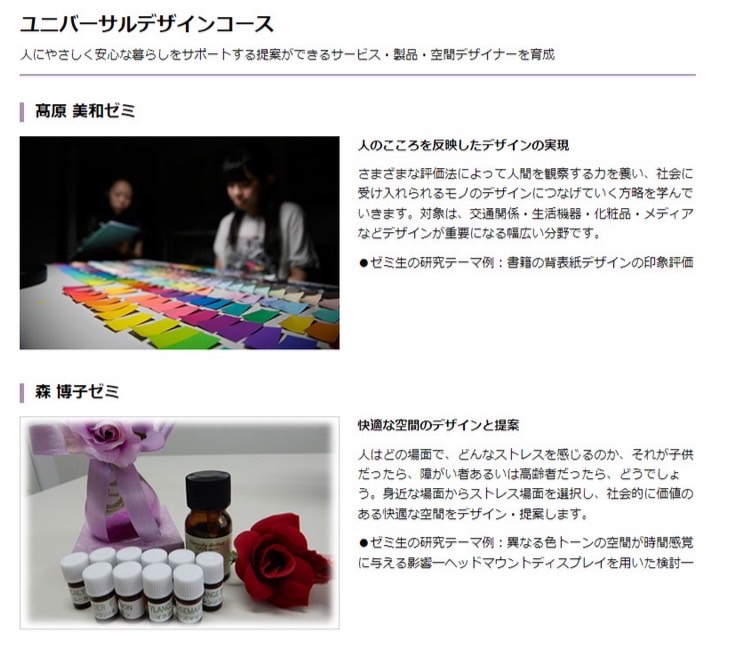 ユニバーサルデザインコース
人にやさしく安心な暮らしをサポートする提案ができるサービス・製品・空間デザイナーを育成
髙原 美和ゼミ
人のこころを反映したデザインの実現
さまざまな評価法によって人間を観察する力を養い、社会に
受け入れられるモノのデザインにつなげていく方略を学んで
いきます。対象は、交通関係・生活機器・化粧品・メディア
などデザインが重要になる幅広い分野です。
●ゼミ生の研究テーマ例：書籍の背表紙デザインの印象評価
森 博子ゼミ
快適な空間のデザインと提案
人はどの場面で、どんなストレスを感じるのか、それが子供
だったら、障がい者あるいは高齢者だったら、どうでしょ
う。身近な場面からストレス場面を選択し、社会的に価値の
ある快適な空間をデザイン・提案します。
●ゼミ生の研究テーマ例：異なる色トーンの空間が時間感覚
に与える影響ーヘッドマウントディスプレイを用いた検討ー
YLANG